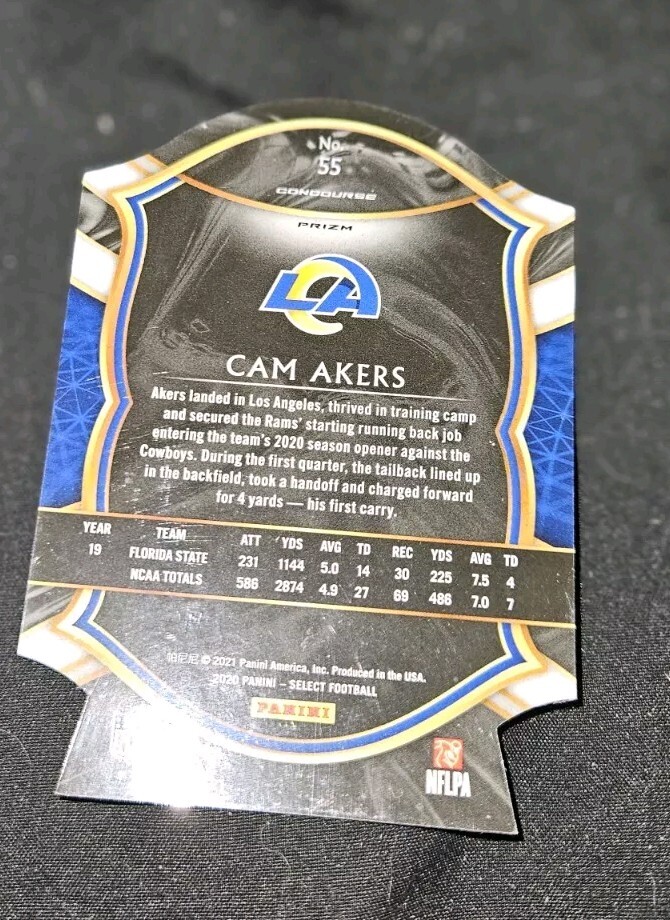 No.
55
CONCOURSE
PRIZM
LA
CAM AKERS
Akers landed in Los Angeles, thrived in training camp
and secured the Rams' starting running back job
entering the team's 2020 season opener against the
Cowboys. During the first quarter, the tailback lined up
in the backfield, took a handoff and charged forward
for 4 yards — his first carry.
YEAR TEAM ATT YDS AVG TD REC YDS AVG TD
19 FLORIDA STATE 231 1144 5.0 14 30 225 7.5 4
NCAA TOTALS 586 2874 4.9 27 69 486 7.0 7
帕尼尼 © 2021 Panini America, Inc. Produced in the USA.
2020 PANINI – SELECT FOOTBALL
PANINI
NFLPA